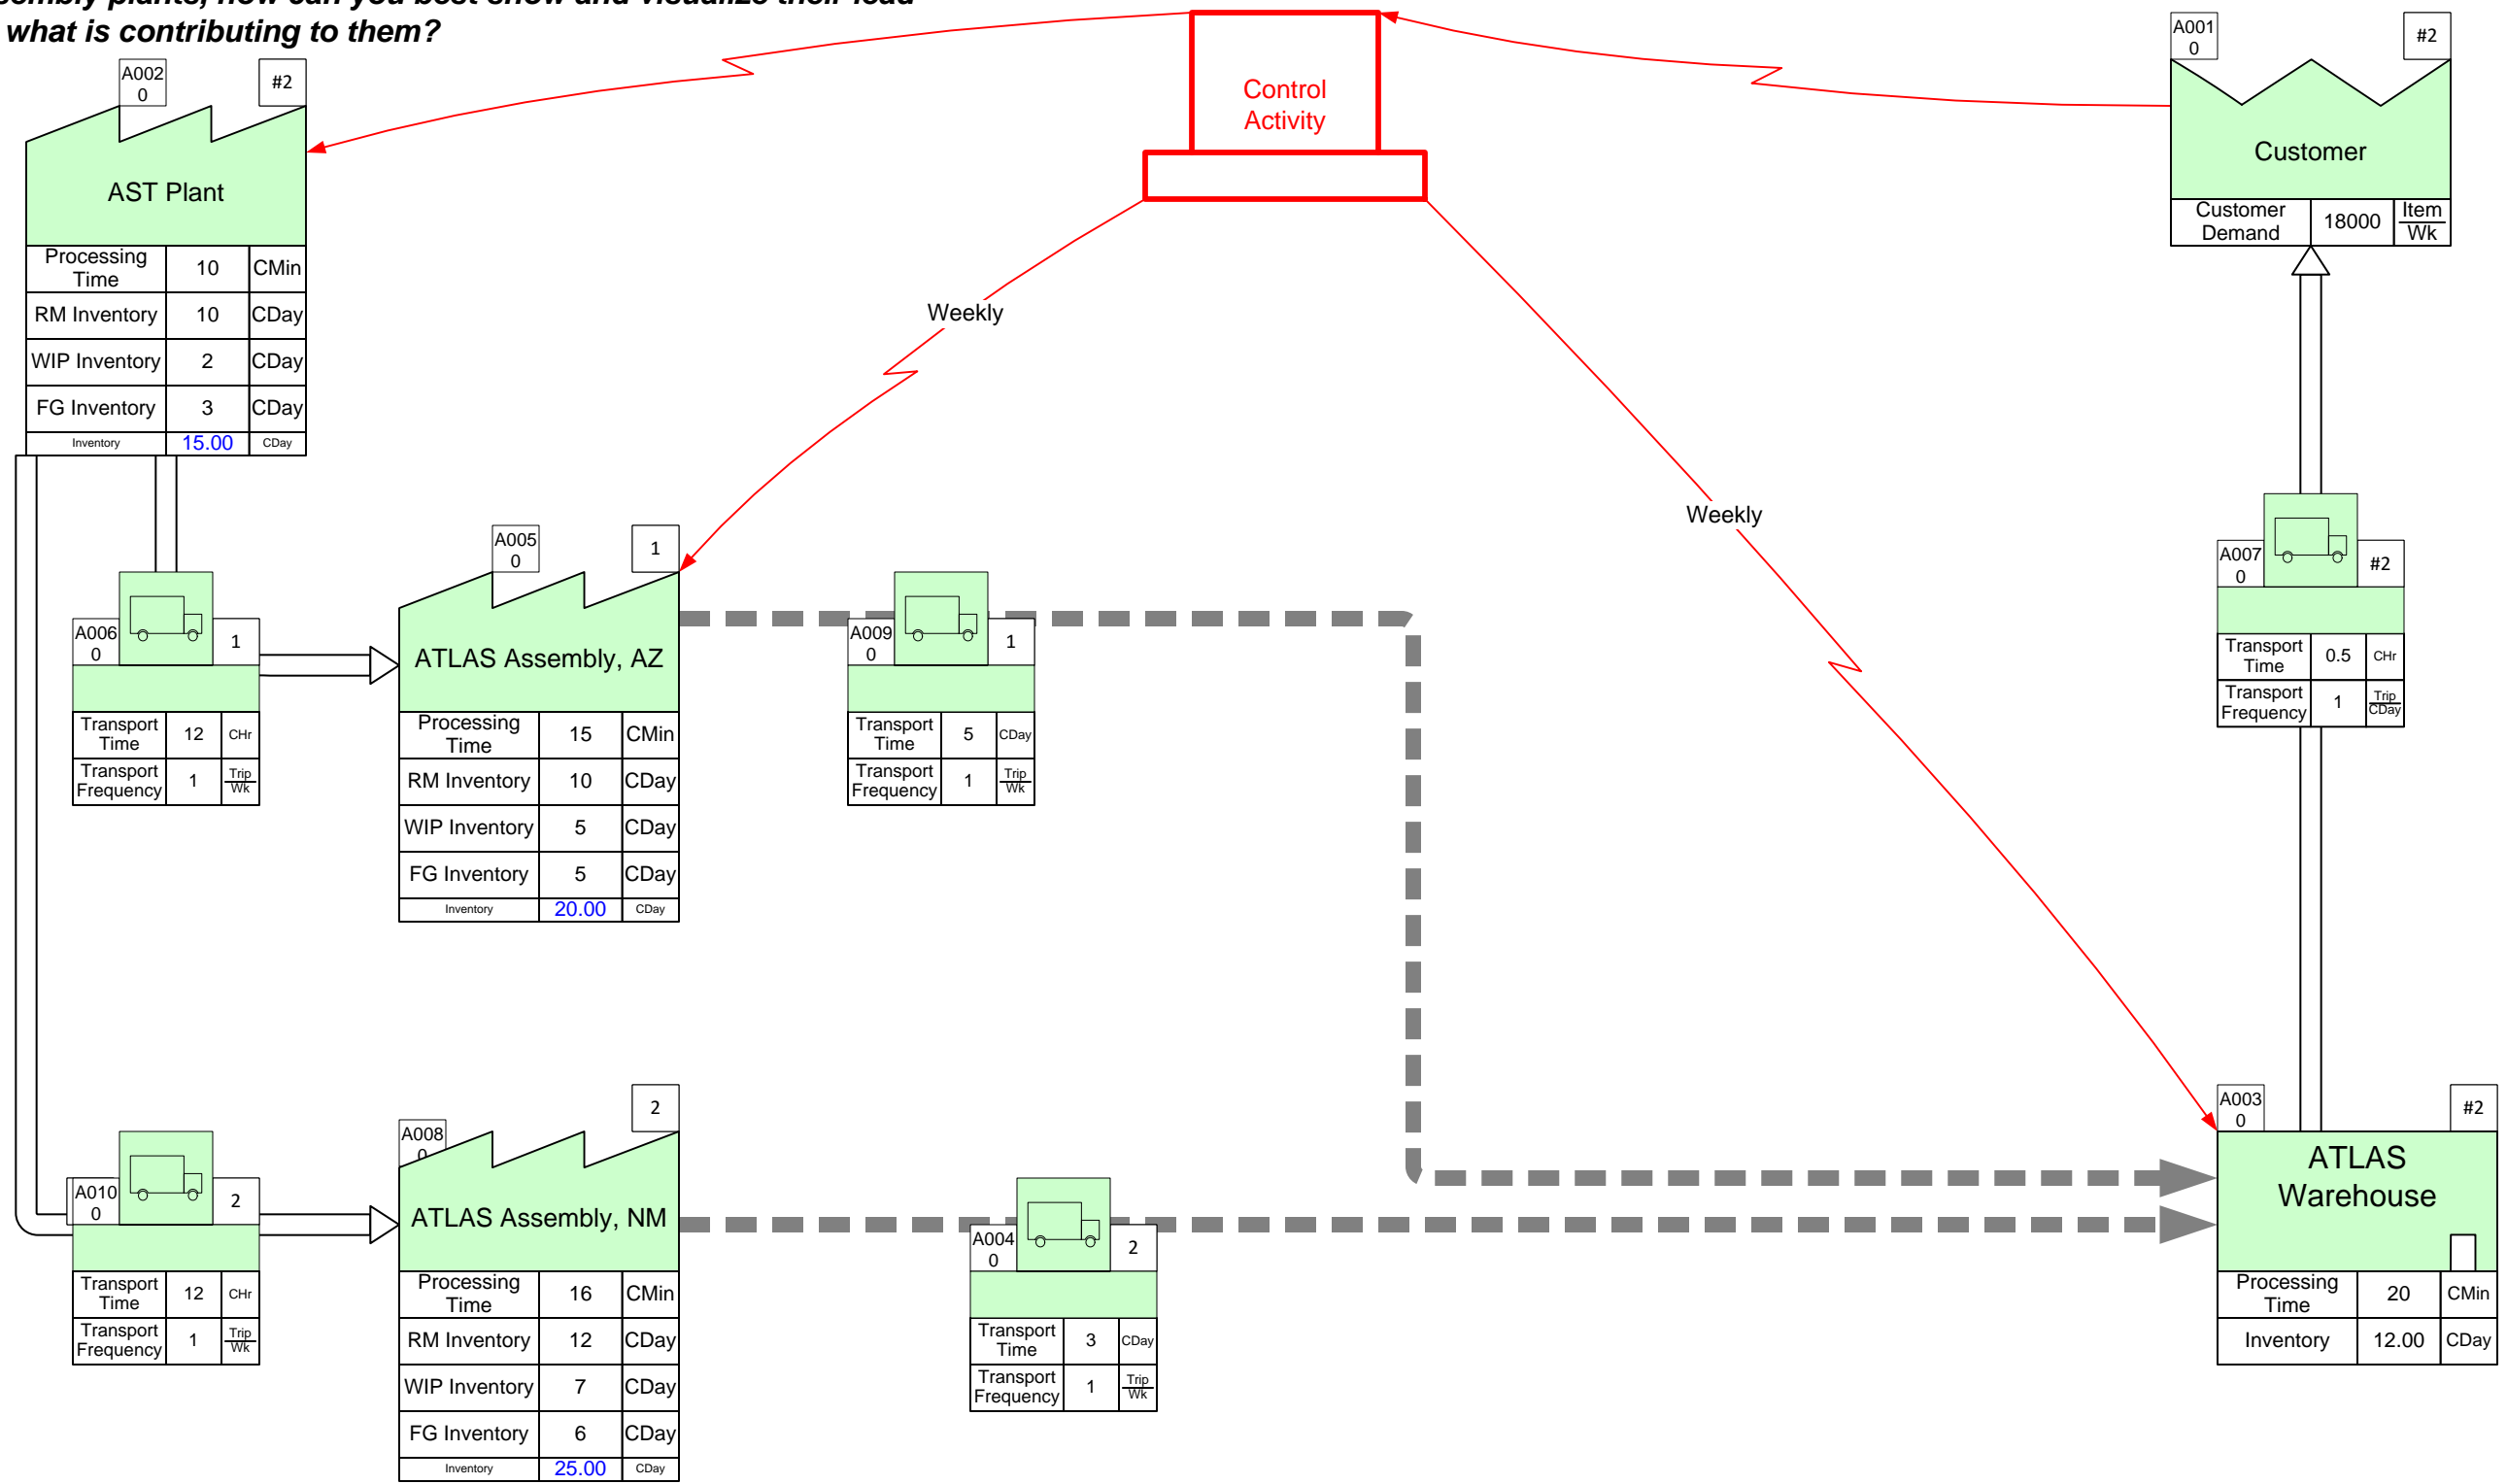 what is contributing to them?
A002
0
#2
AST Plant
Processing
Time
10
CMin
RM Inventory
10
CDay
WIP Inventory
2
CDay
FG Inventory
3
CDay
Inventory
15.00
CDay
Control
Activity
A001
0
#2
Customer
Customer
Demand
18000
Item
Wk
Weekly
Weekly
A006
0
1
Transport
Time
12
CHr
Transport
Frequency
1
Trip
Wk
A005
0
1
ATLAS Assembly, AZ
Processing
Time
15
CMin
RM Inventory
10
CDay
WIP Inventory
5
CDay
FG Inventory
5
CDay
Inventory
20.00
CDay
A009
0
1
Transport
Time
5
CDay
Transport
Frequency
1
Trip
Wk
A007
0
#2
Transport
Time
0.5
CHr
Transport
Frequency
1
Trip
CDay
A010
0
2
Transport
Time
12
CHr
Transport
Frequency
1
Trip
Wk
A008
0
2
ATLAS Assembly, NM
Processing
Time
16
CMin
RM Inventory
12
CDay
WIP Inventory
7
CDay
FG Inventory
6
CDay
Inventory
25.00
CDay
A004
0
2
Transport
Time
3
CDay
Transport
Frequency
1
Trip
Wk
A003
0
#2
ATLAS
Warehouse
Processing
Time
20
CMin
Inventory
12.00
CDay